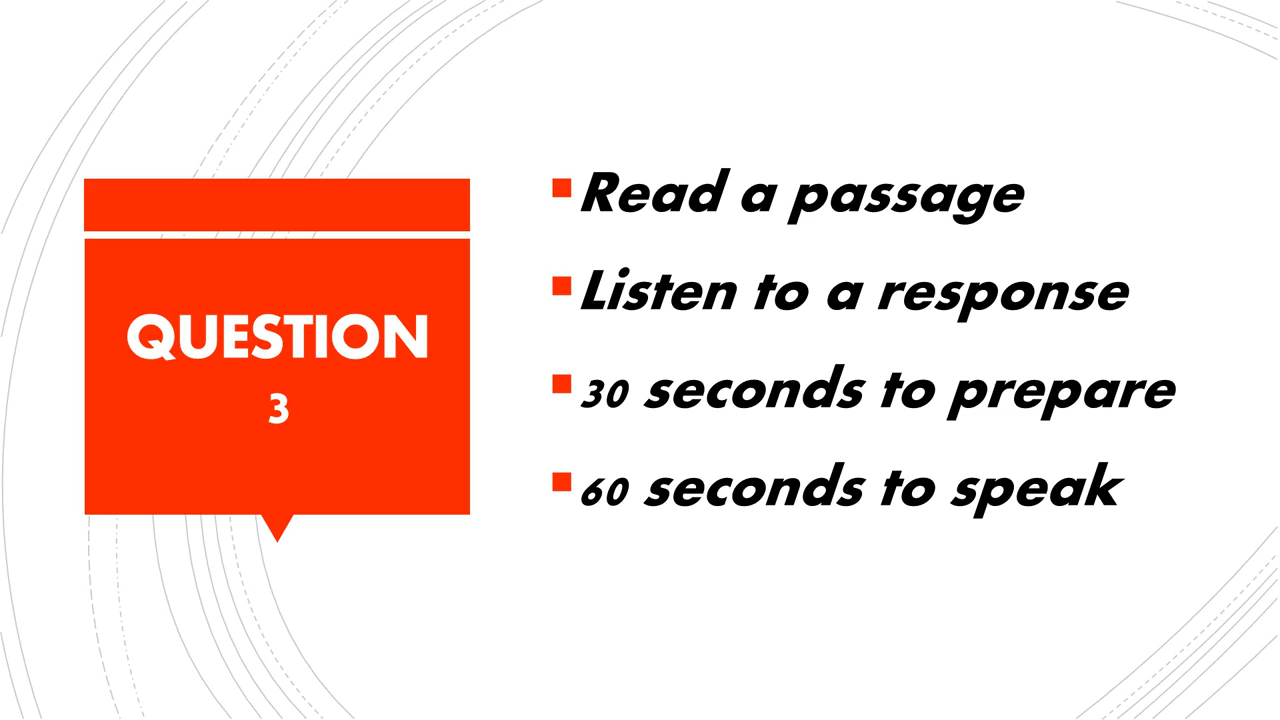 QUESTION
3
Read a passage
Listen to a response
30 seconds to prepare
60 seconds to speak